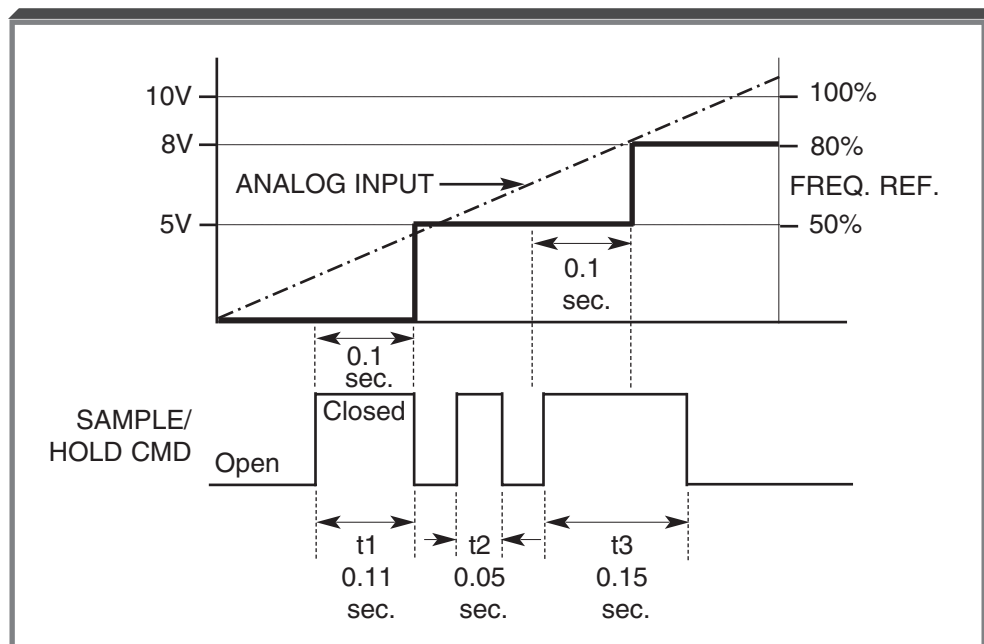 10V
100%
8V
80%
ANALOG INPUT
FREQ. REF.
5V
50%
0.1
sec.
0.1
sec.
SAMPLE/
HOLD CMD
Closed
Open
t1
0.11
sec.
t2
0.05
sec.
t3
0.15
sec.